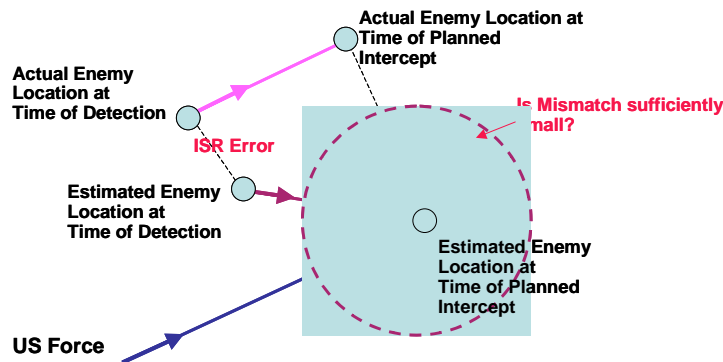 Actual Enemy Location at
Time of Planned
Intercept
Actual Enemy
Location at
Time of Detection
Is Mismatch sufficiently
small?
ISR Error
Estimated Enemy
Location at
Time of Detection
Estimated Enemy
Location at
Time of Planned
Intercept
US Force